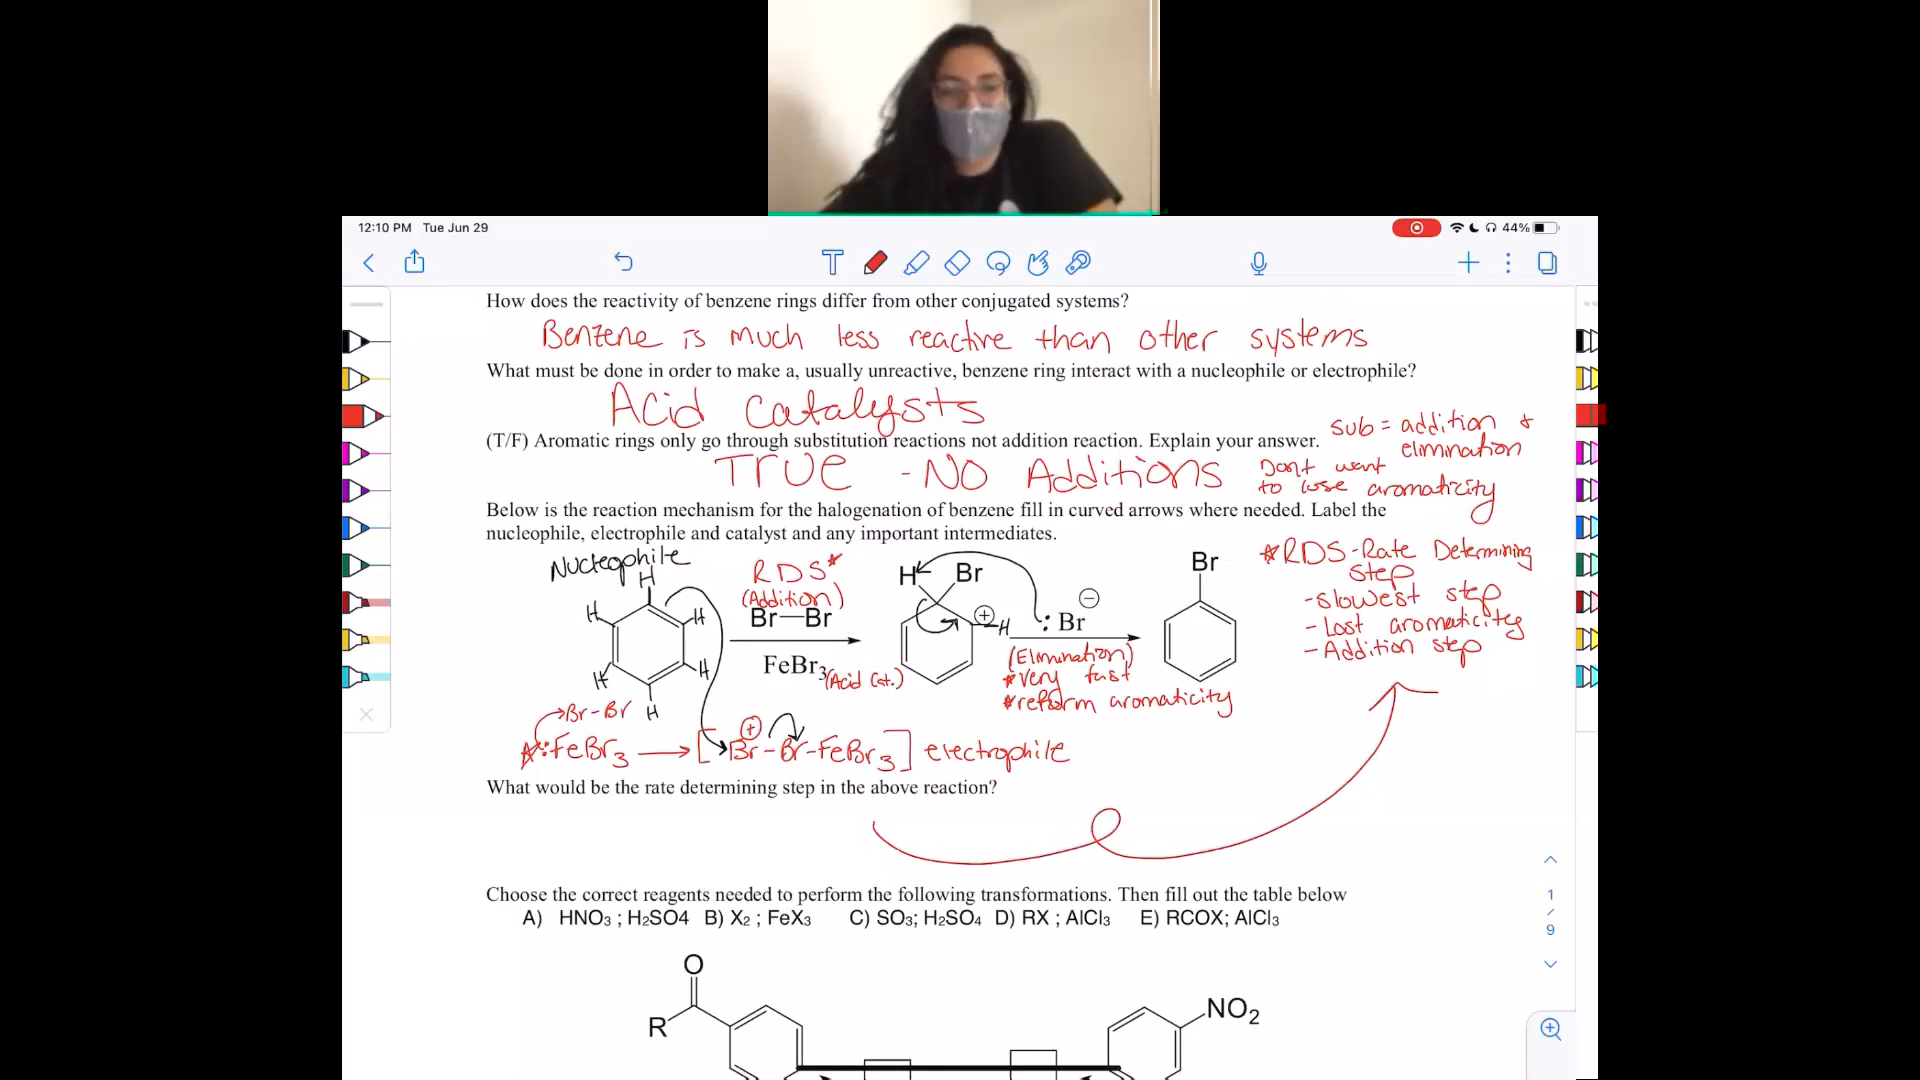 12:10 PM Tue Jun 29
44%
How does the reactivity of benzene rings differ from other conjugated systems?
Benzene is much less reactive than other systems
What must be done in order to make a, usually unreactive, benzene ring interact with a nucleophile or electrophile?
Acid catalysts
(T/F) Aromatic rings only go through substitution reactions not addition reaction. Explain your answer.
sub = addition & elimination
TRUE - NO Additions
Don't want to lose aromaticity
Below is the reaction mechanism for the halogenation of benzene fill in curved arrows where needed. Label the
nucleophile, electrophile and catalyst and any important intermediates.
Nucleophile
H
H
H
H
H
H
RDS*
(Addition)
Br—Br
FeBr3 (Acid Cat.)
H Br
⊕
H
⊖
: Br
(Elimination)
*very fast
*reform aromaticity
Br
*RDS - Rate Determining
step
- slowest step
- Lost aromaticity
- Addition step
Br-Br
*:FeBr3 → [Br-Br-FeBr3] electrophile
⊕
What would be the rate determining step in the above reaction?
Choose the correct reagents needed to perform the following transformations. Then fill out the table below
A) HNO3 ; H2SO4 B) X2 ; FeX3 C) SO3; H2SO4 D) RX ; AlCl3 E) RCOX; AlCl3
O
R
NO2
1
/
9